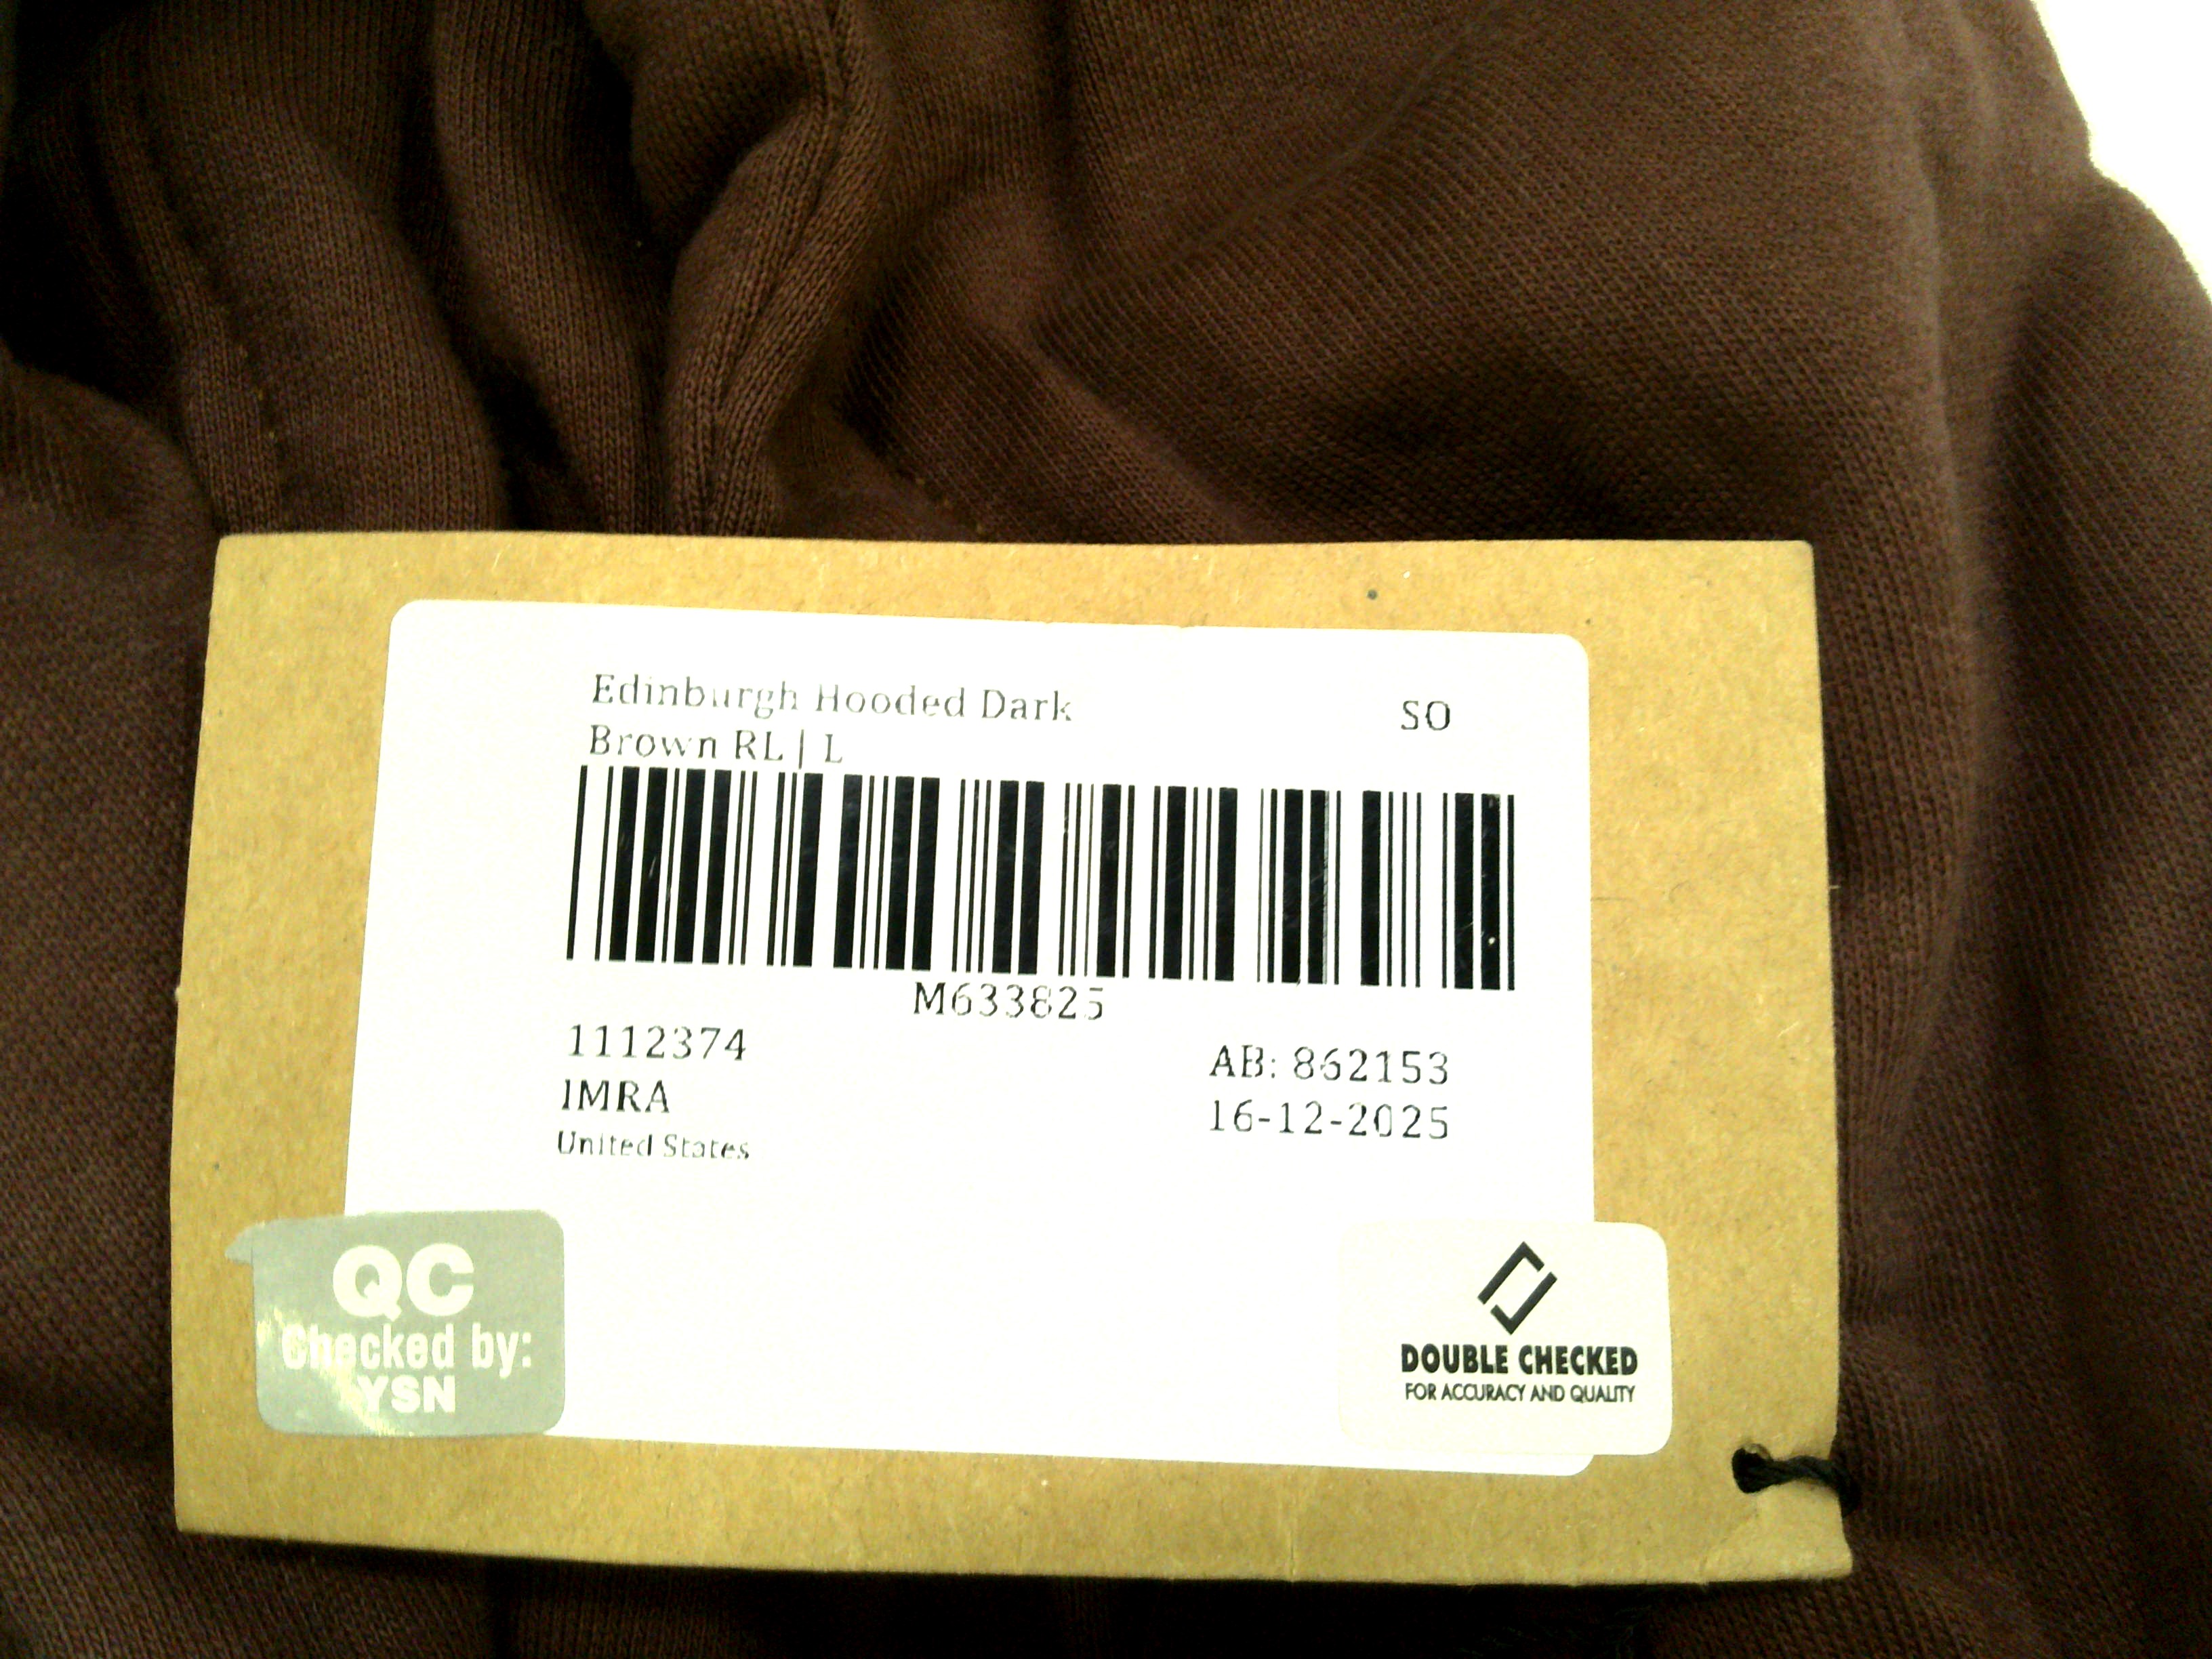 Edinburgh Hooded Dark
Brown RL | L
SO
M633825
1112374
AB: 862153
IMRA
16-12-2025
United States
QC
Checked by:
YSN
DOUBLE CHECKED
FOR ACCURACY AND QUALITY